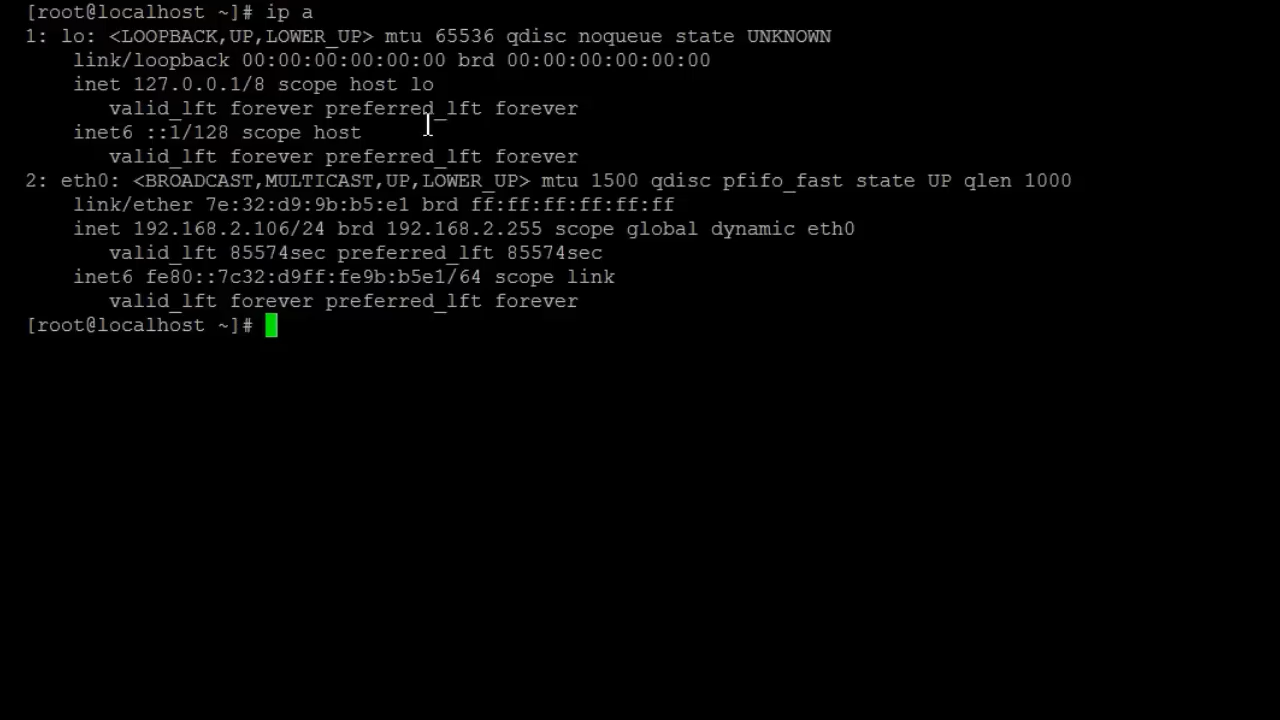 [root@localhost ~]# ip a
1: lo: <LOOPBACK,UP,LOWER_UP> mtu 65536 qdisc noqueue state UNKNOWN
    link/loopback 00:00:00:00:00:00 brd 00:00:00:00:00:00
    inet 127.0.0.1/8 scope host lo
       valid_lft forever preferred_lft forever
    inet6 ::1/128 scope host
       valid_lft forever preferred_lft forever
2: eth0: <BROADCAST,MULTICAST,UP,LOWER_UP> mtu 1500 qdisc pfifo_fast state UP qlen 1000
    link/ether 7e:32:d9:9b:b5:e1 brd ff:ff:ff:ff:ff:ff
    inet 192.168.2.106/24 brd 192.168.2.255 scope global dynamic eth0
       valid_lft 85574sec preferred_lft 85574sec
    inet6 fe80::7c32:d9ff:fe9b:b5e1/64 scope link
       valid_lft forever preferred_lft forever
[root@localhost ~]#